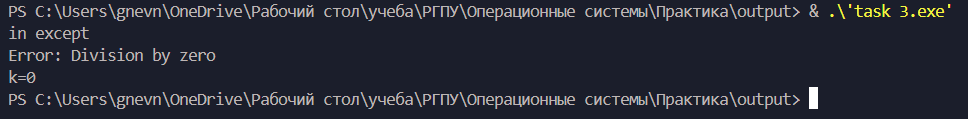 PS C:\Users\gnevn\OneDrive\Рабочий стол\учеба\РГПУ\Операционные системы\Практика\output> & .\'task 3.exe'
in except
Error: Division by zero
k=0
PS C:\Users\gnevn\OneDrive\Рабочий стол\учеба\РГПУ\Операционные системы\Практика\output>